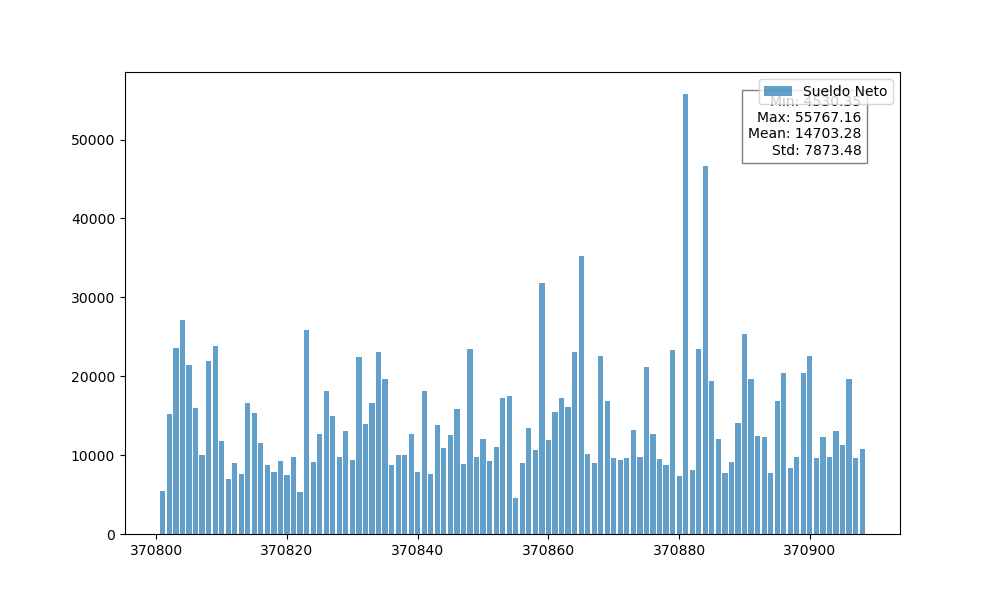 Sueldo Neto
Min: 4530.35
Max: 55767.16
Mean: 14703.28
Std: 7873.48
50000
40000
30000
20000
10000
0
370800 370820 370840 370860 370880 370900